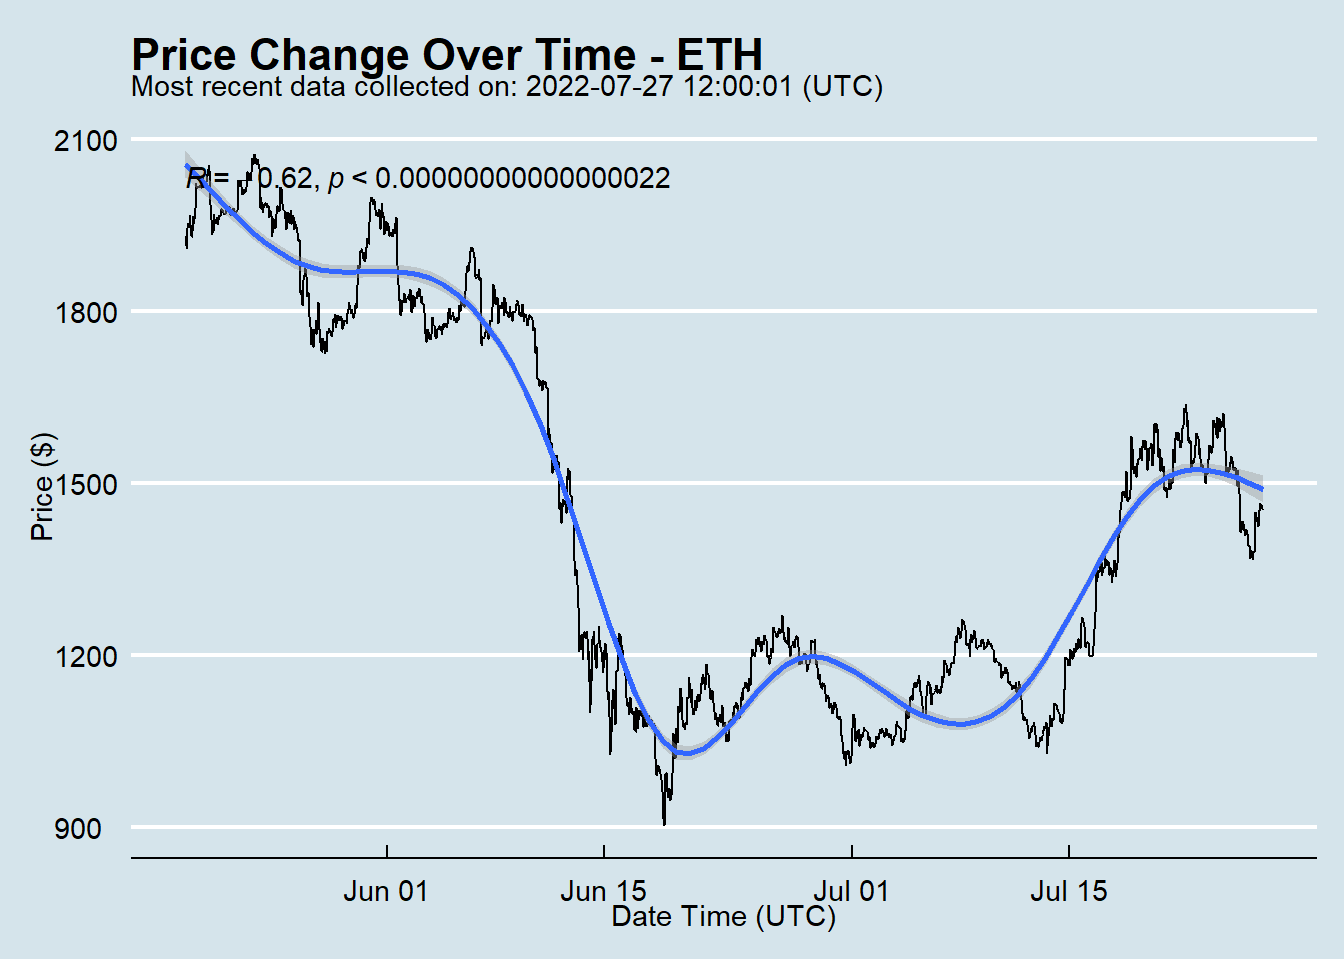 Price Change Over Time - ETH
Most recent data collected on: 2022-07-27 12:00:01 (UTC)
R = - 0.62, p < 0.00000000000000022
2100
1800
1500
1200
900
Price ($)
Jun 01 Jun 15 Jul 01 Jul 15
Date Time (UTC)